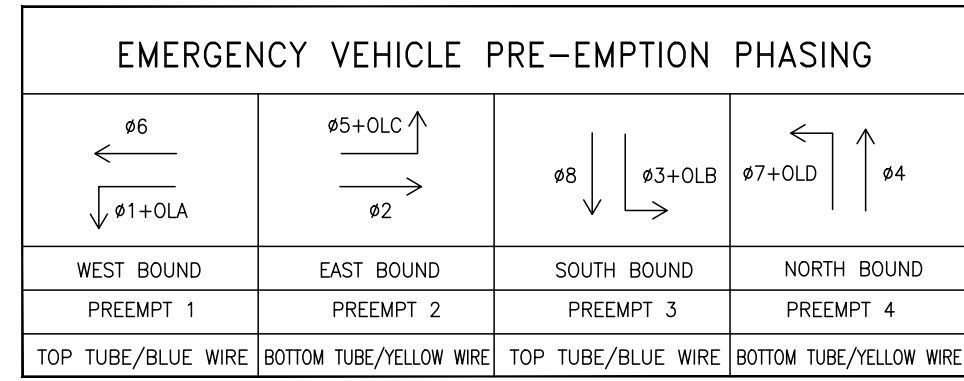 EMERGENCY VEHICLE PRE-EMPTION PHASING
ø6
ø1+OLA
ø5+OLC
ø2
ø8
ø3+OLB
ø7+OLD
ø4
WEST BOUND
EAST BOUND
SOUTH BOUND
NORTH BOUND
PREEMPT 1
PREEMPT 2
PREEMPT 3
PREEMPT 4
TOP TUBE/BLUE WIRE
BOTTOM TUBE/YELLOW WIRE
TOP TUBE/BLUE WIRE
BOTTOM TUBE/YELLOW WIRE